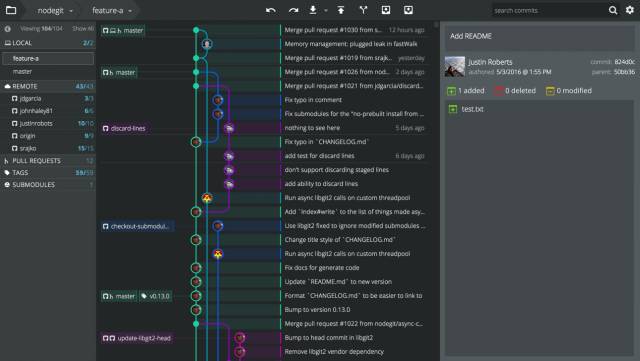 nodegit
feature-a
search commits
Viewing 104/104
Show All
LOCAL
2/2
feature-a
master
REMOTE
43/43
jdgarcia
3/3
johnhaley81
6/6
justinrobots
10/10
origin
9/9
srajko
15/15
PULL REQUESTS
12
TAGS
59/59
SUBMODULES
1
master
Merge pull request #1030 from s...
12 hours ago
Memory management: plugged leak in fastWalk
Merge pull request #1019 from srajk...
yesterday
master
Merge pull request #1026 from nod...
2 days ago
Merge pull request #1021 from jdgarcia/discard...
Fix typo in comment
Fix submodules for the "no-prebuilt install from ...
discard-lines
nothing to see here
5 days ago
Fix typo in `CHANGELOG.md`
add test for discard lines
6 days ago
don't support discarding staged lines
add ability to discard lines
Run async libgit2 calls on custom threadpool
Add `Index#write` to the list of things made asy...
checkout-submodul...
Use libgit2 fixed to ignore modified submodules ...
Change title style of `CHANGELOG.md`
Run async libgit2 calls on custom threadpool
Fix docs for generate code
Update `README.md` to new version
master
v0.13.0
Format `CHANGELOG.md` to be easier to link to
Bump to version 0.13.0
Merge pull request #1022 from nodegit/async-c...
update-libgit2-head
Bump to head commit in libgit2
Remove libgit2 vendor dependency
Add README
Justin Roberts
authored 5/3/2016 @ 1:55 PM
commit: 824d0c
parent: 50bb36
1 added
0 deleted
0 modified
test.txt